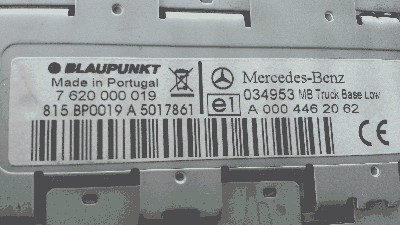 BLAUPUNKT
Made in Portugal
7 620 000 019
815 BP0019 A 5017861
Mercedes-Benz
e1 034953 MB Truck Base Low
A 000 446 20 62
CE